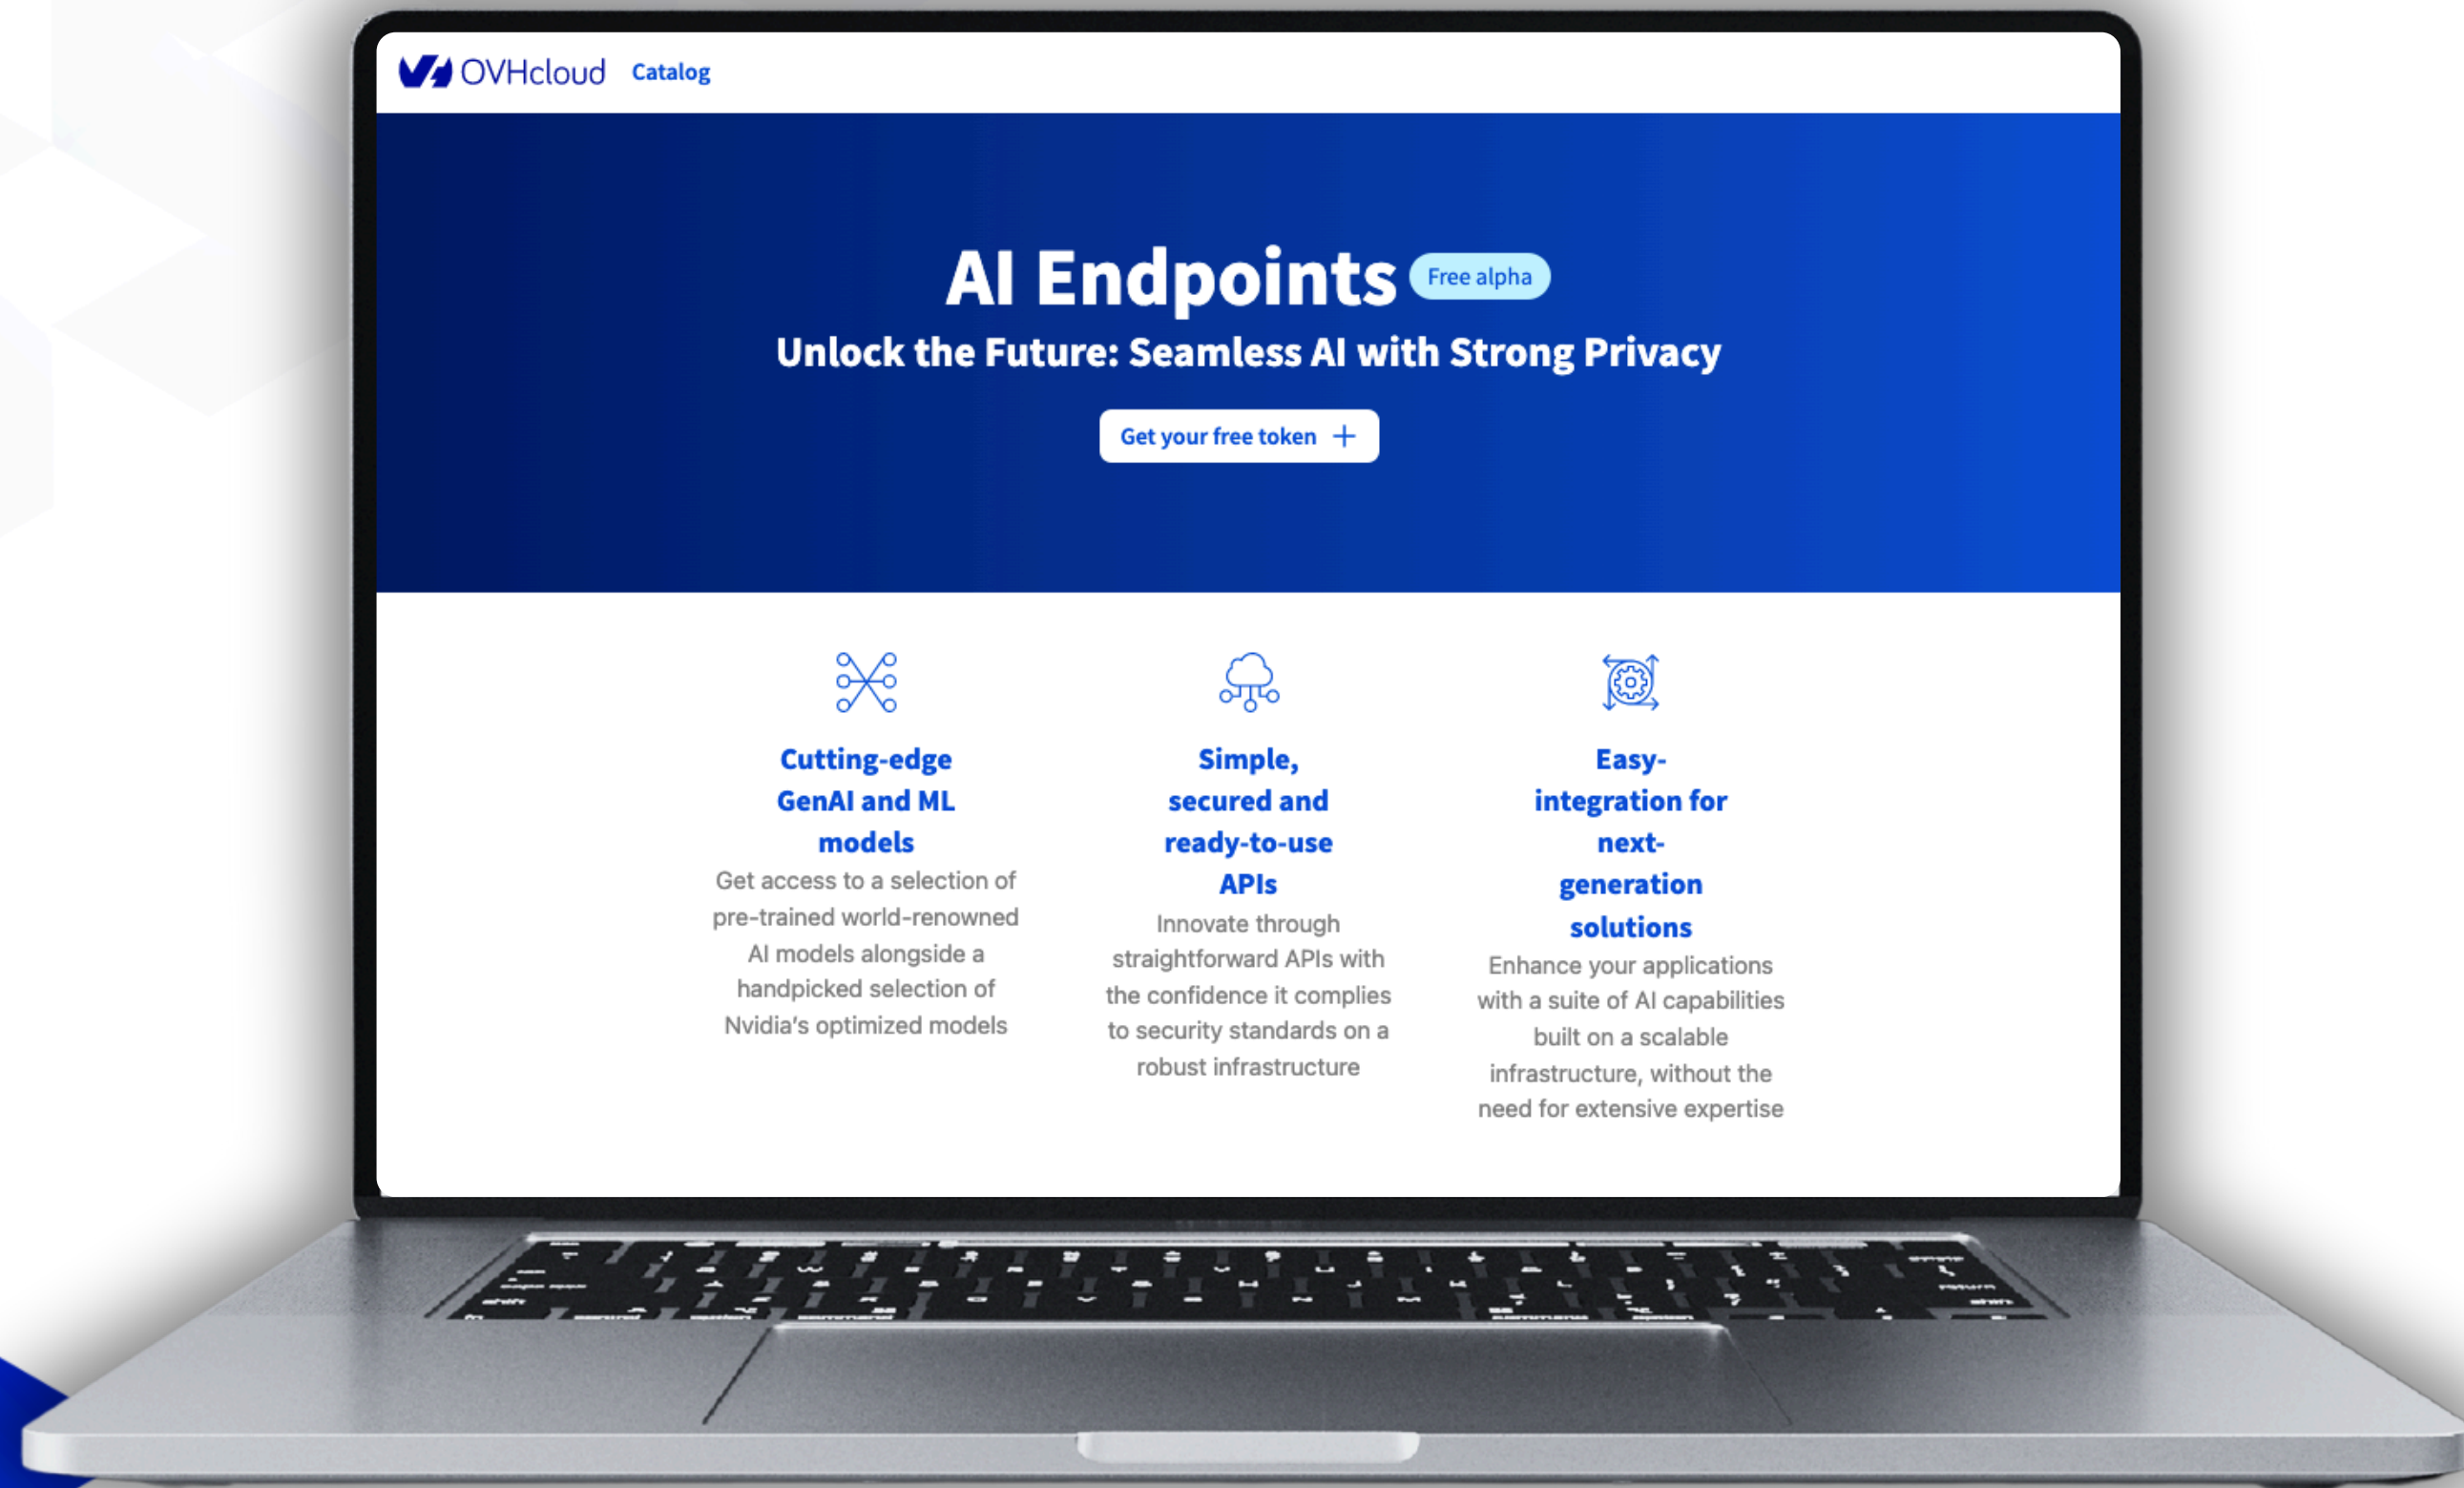 OVHcloud Catalog
AI Endpoints Free alpha
Unlock the Future: Seamless AI with Strong Privacy
Get your free token +
Cutting-edge
GenAI and ML
models
Get access to a selection of
pre-trained world-renowned
AI models alongside a
handpicked selection of
Nvidia’s optimized models
Simple,
secured and
ready-to-use
APIs
Innovate through
straightforward APIs with
the confidence it complies
to security standards on a
robust infrastructure
Easy-
integration for
next-
generation
solutions
Enhance your applications
with a suite of AI capabilities
built on a scalable
infrastructure, without the
need for extensive expertise